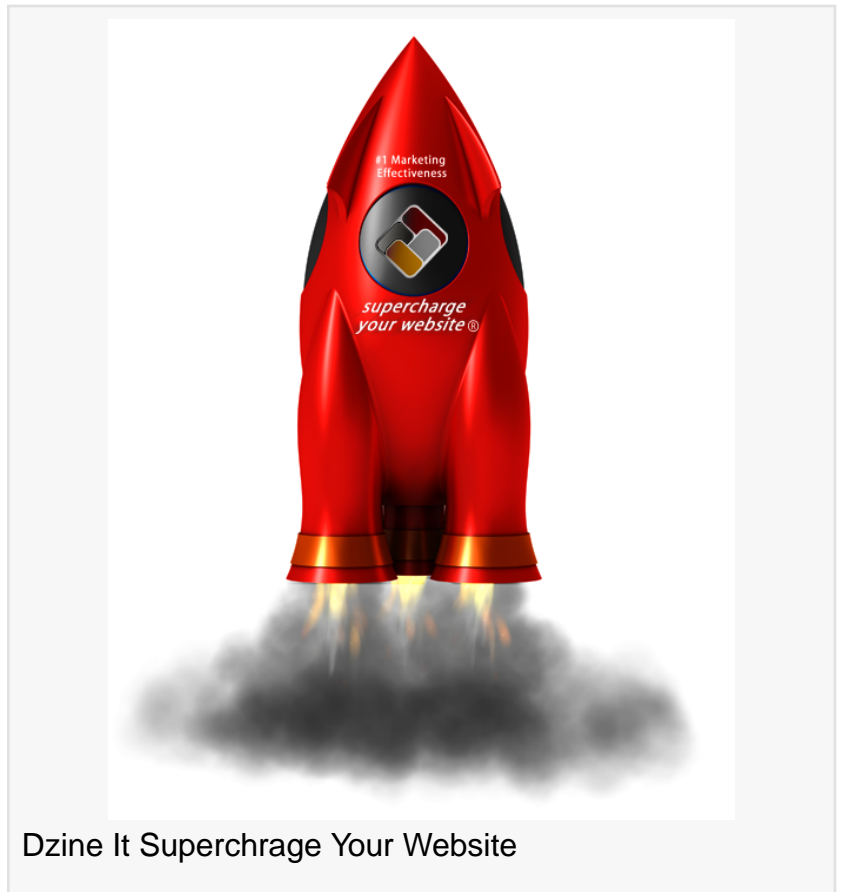 #1 Marketing
Effectiveness
supercharge
your website ®
Dzine It Superchrage Your Website